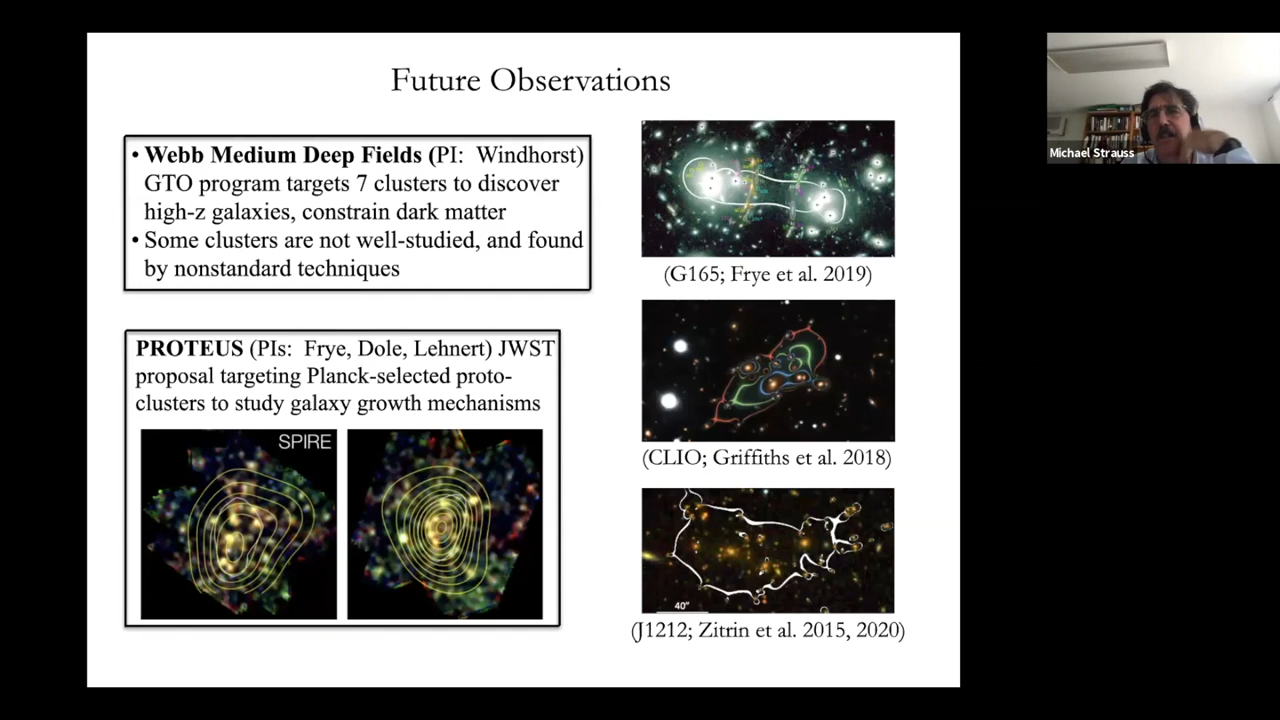 Future Observations
• Webb Medium Deep Fields (PI: Windhorst)
GTO program targets 7 clusters to discover
high-z galaxies, constrain dark matter
• Some clusters are not well-studied, and found
by nonstandard techniques
PROTEUS (PIs: Frye, Dole, Lehnert) JWST
proposal targeting Planck-selected proto-
clusters to study galaxy growth mechanisms
SPIRE
(G165; Frye et al. 2019)
(CLIO; Griffiths et al. 2018)
40"
(J1212; Zitrin et al. 2015, 2020)
Michael Strauss